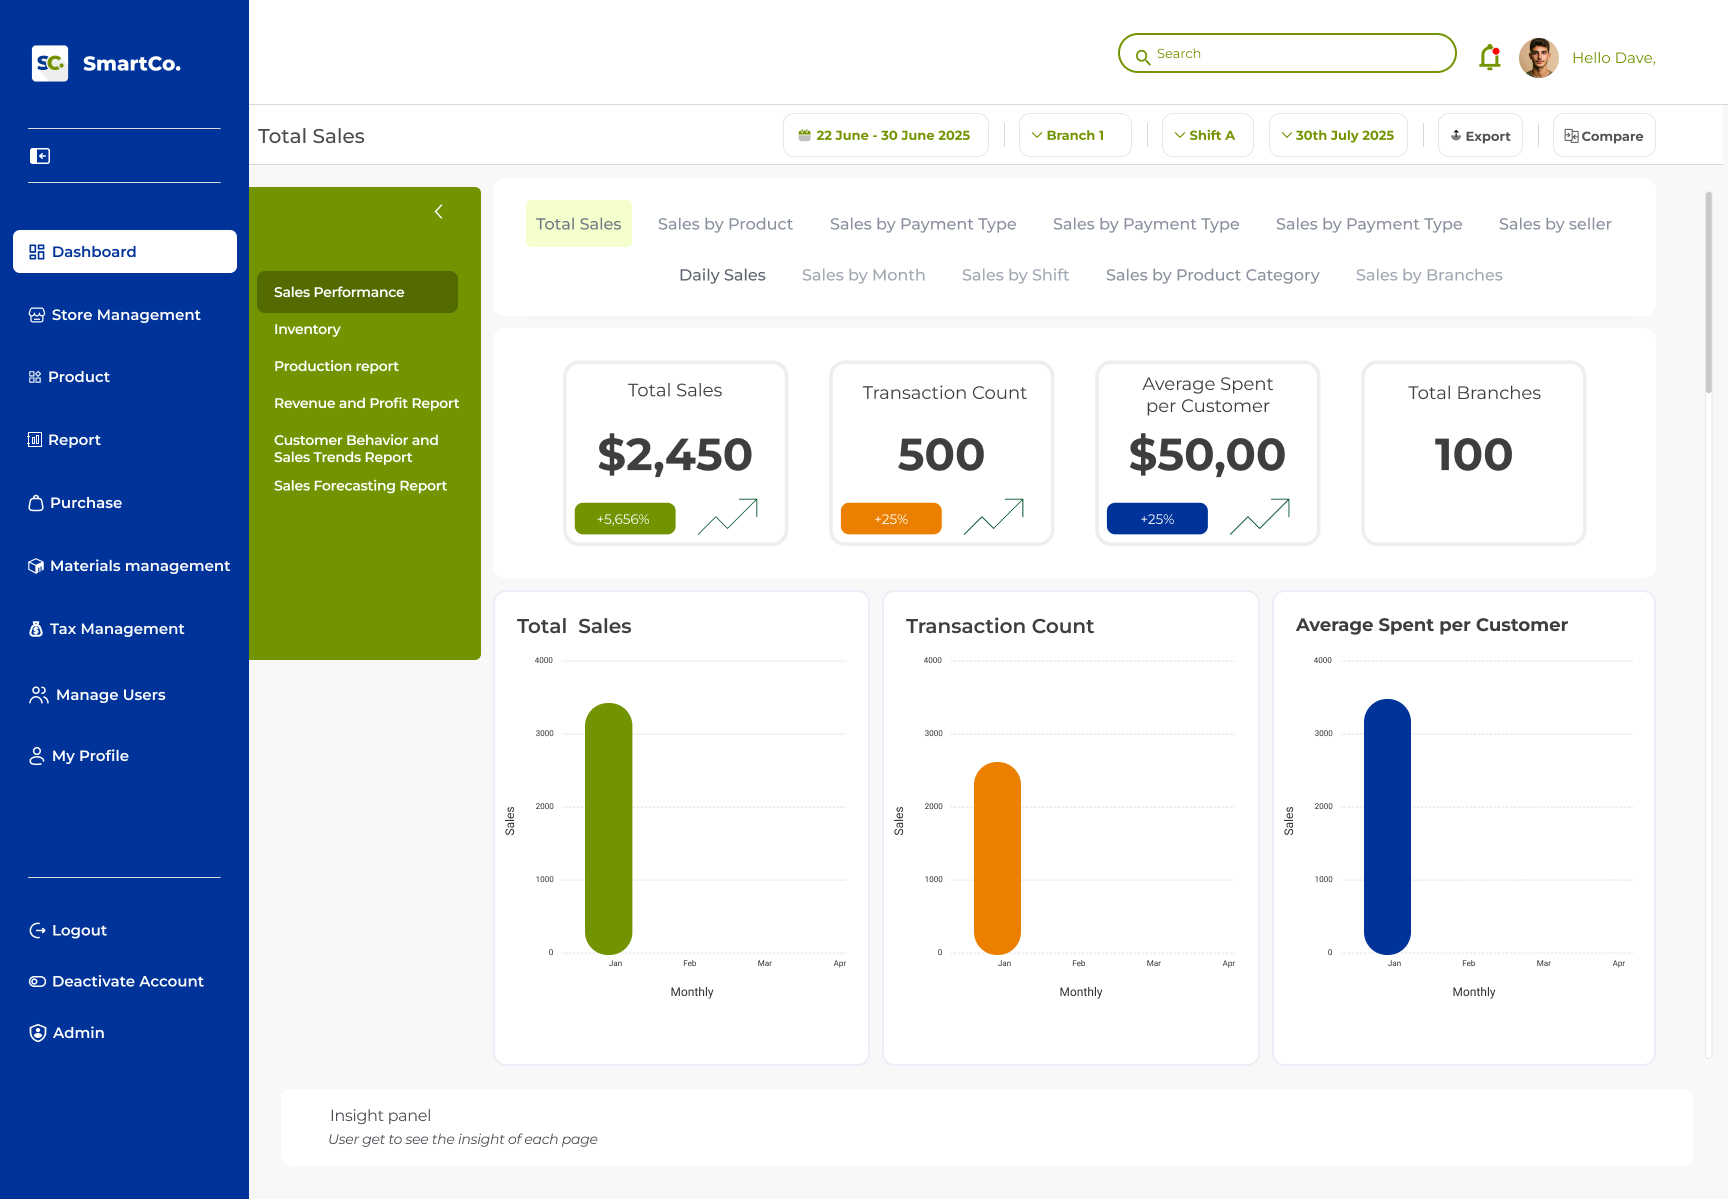 SC.
SmartCo.
Search
Hello Dave,
Total Sales
22 June - 30 June 2025
Branch 1
Shift A
30th July 2025
Export
Compare
Dashboard
Store Management
Product
Report
Purchase
Materials management
Tax Management
Manage Users
My Profile
Logout
Deactivate Account
Admin
Sales Performance
Inventory
Production report
Revenue and Profit Report
Customer Behavior and
Sales Trends Report
Sales Forecasting Report
Total Sales
Sales by Product
Sales by Payment Type
Sales by Payment Type
Sales by Payment Type
Sales by seller
Daily Sales
Sales by Month
Sales by Shift
Sales by Product Category
Sales by Branches
Total Sales
$2,450
+5,656%
Transaction Count
500
+25%
Average Spent
per Customer
$50,00
+25%
Total Branches
100
Total Sales
4000
3000
2000
1000
0
Sales
Jan
Feb
Mar
Apr
Monthly
Transaction Count
4000
3000
2000
1000
0
Sales
Jan
Feb
Mar
Apr
Monthly
Average Spent per Customer
4000
3000
2000
1000
0
Sales
Jan
Feb
Mar
Apr
Monthly
Insight panel
User get to see the insight of each page